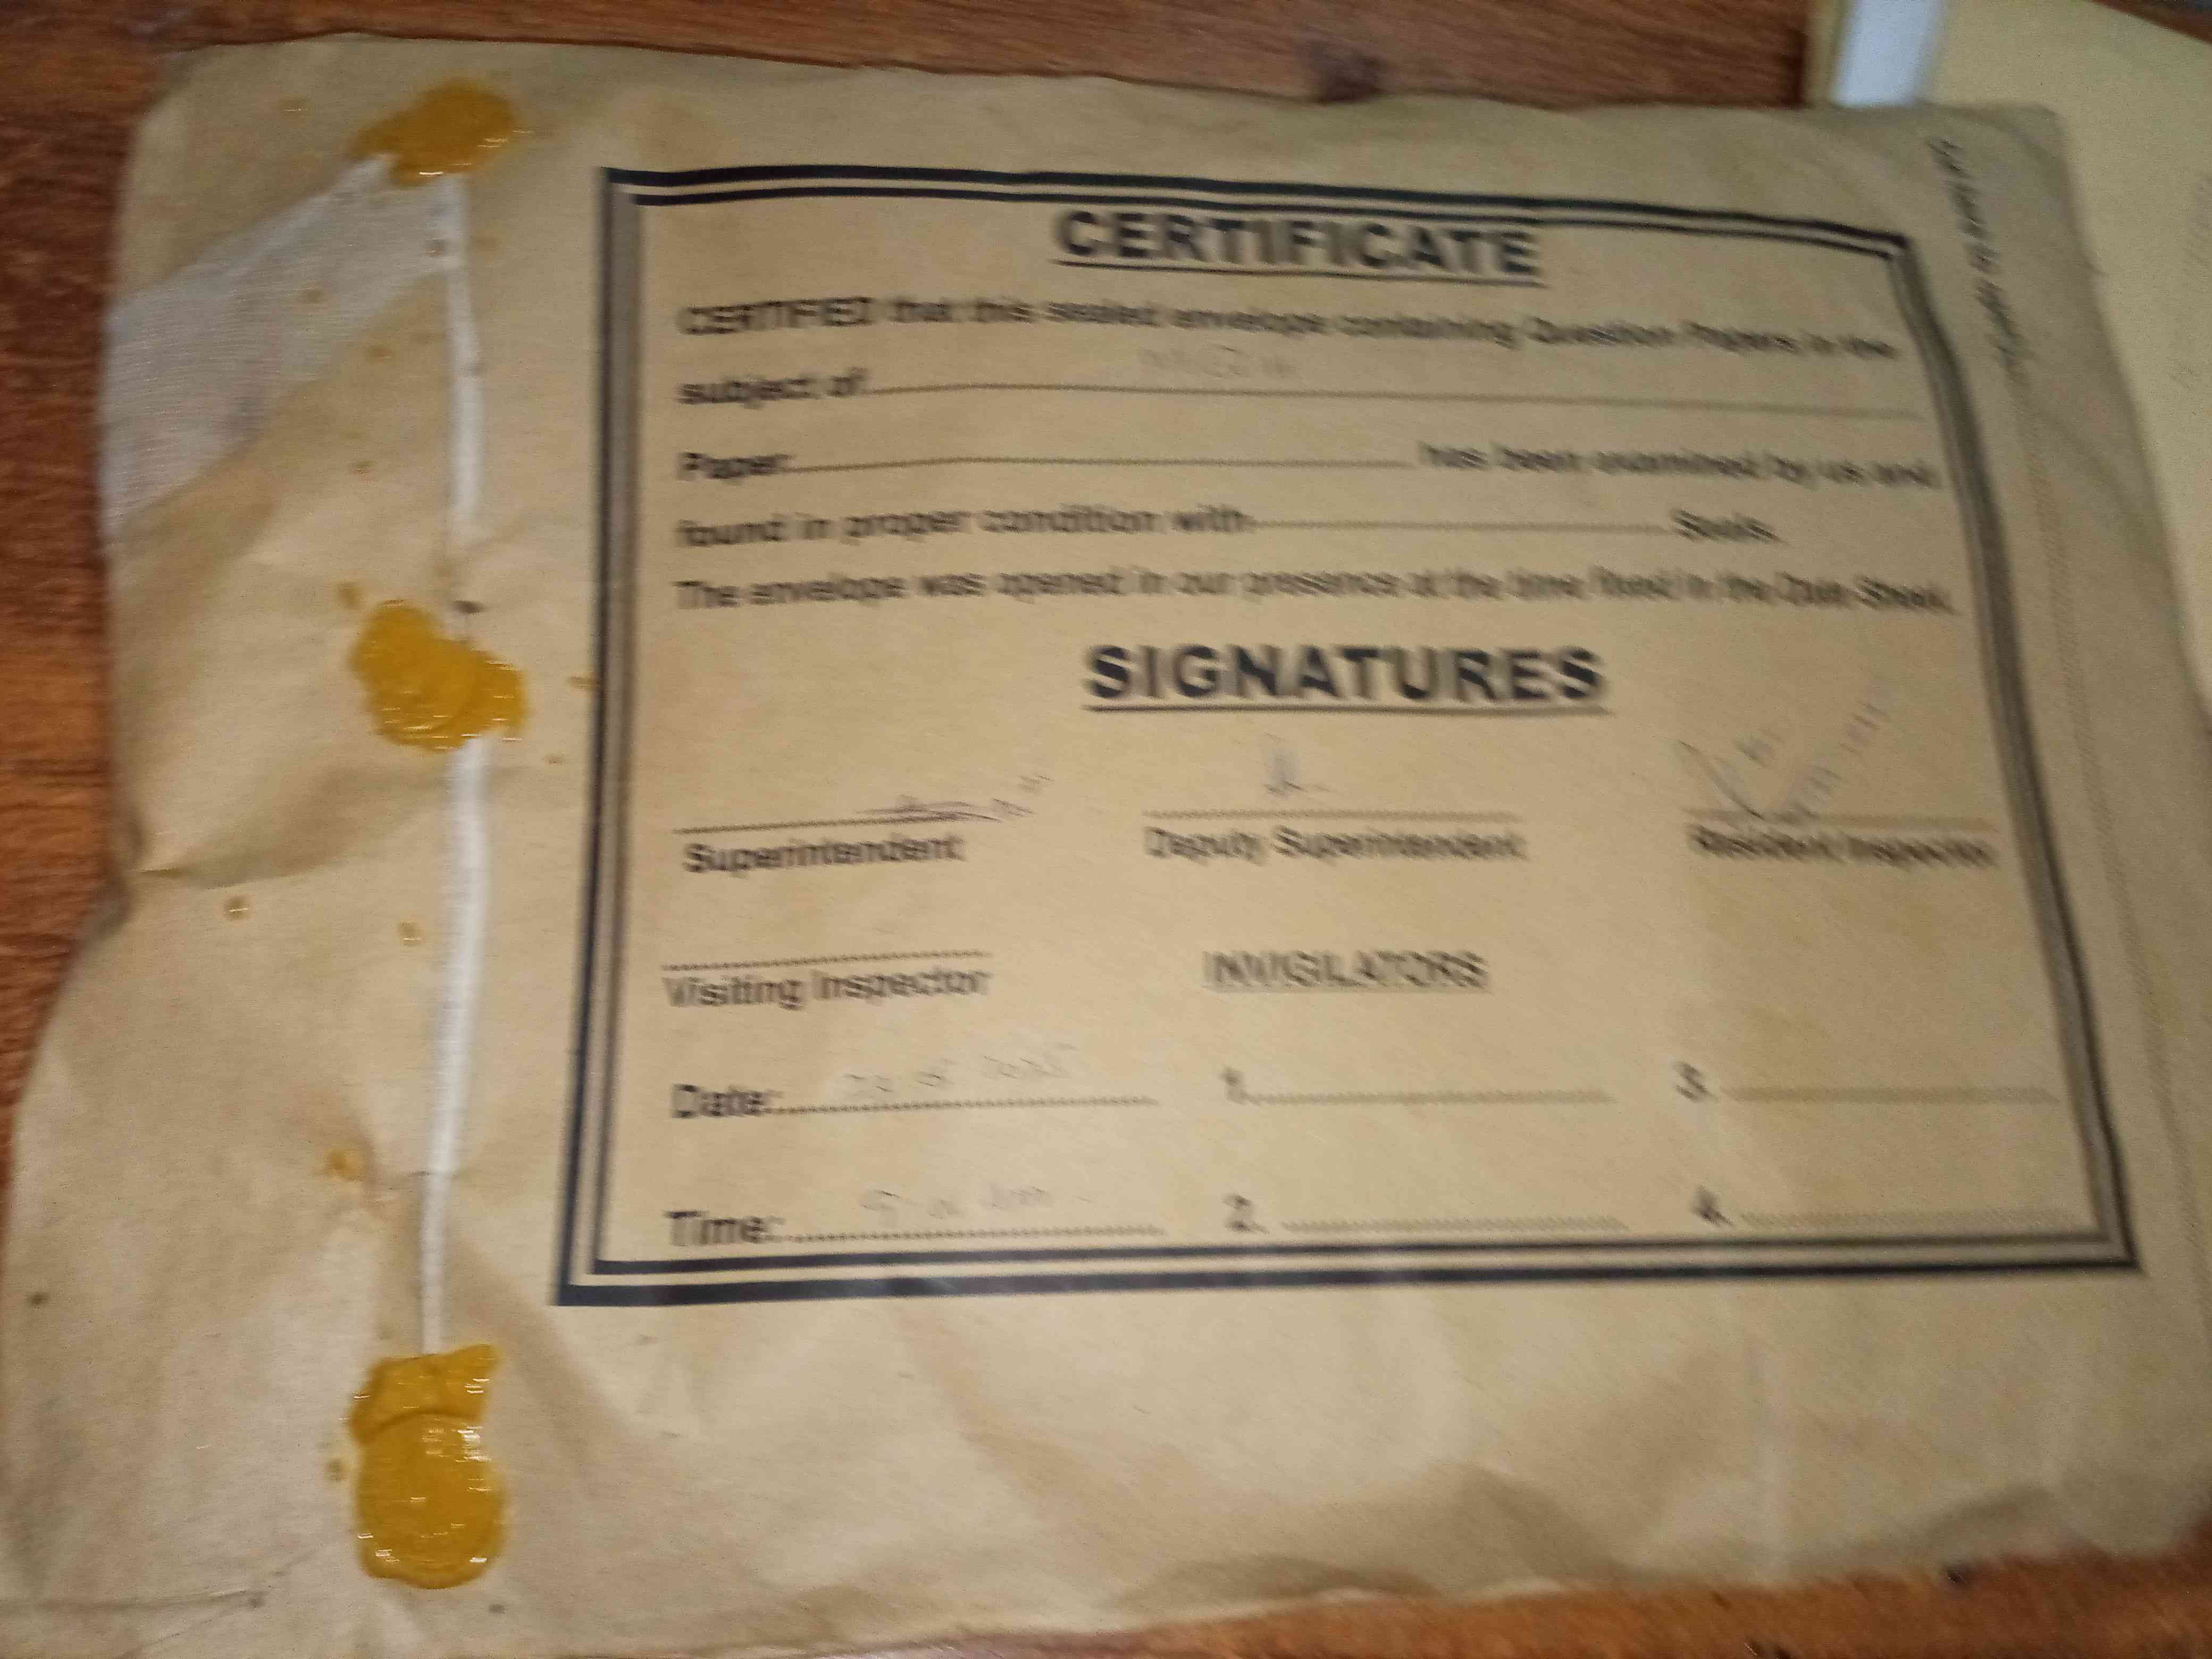 CERTIFICATE
CERTIFIED that this sealed envelope containing Question Papers in the
subject of
Paper has been examined by us and
found in proper condition with Seals.
The envelope was opened in our presence at the time fixed in the Date Sheet.
SIGNATURES
Superintendent Deputy Superintendent Resident Inspector
Visiting Inspector INVIGILATORS
Date: 1. 3.
Time: 2. 4.